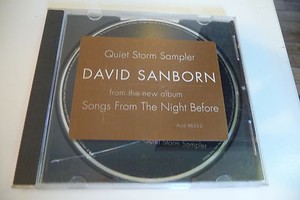 Quiet Storm Sampler
DAVID SANBORN
from the new album
Songs From The Night Before
Quiet Storm Sampler